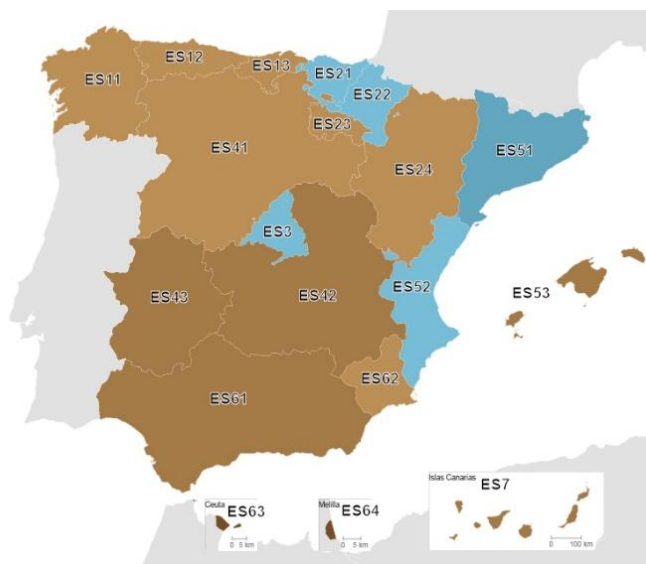 ES12
ES13
ES11
ES21
ES22
ES23
ES41
ES51
ES24
ES3
ES52
ES43
ES42
ES53
ES62
ES61
Islas Canarias
ES7
Ceuta
ES63
Melilla
ES64
0 5 km
0 5 km
0 100 km